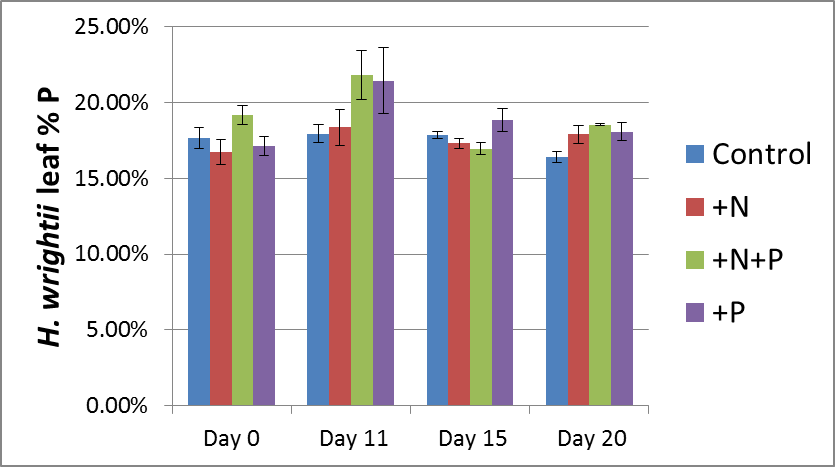 H. wrightii leaf % P
25.00%
20.00%
15.00%
10.00%
5.00%
0.00%
Day 0 Day 11 Day 15 Day 20
Control
+N
+N+P
+P